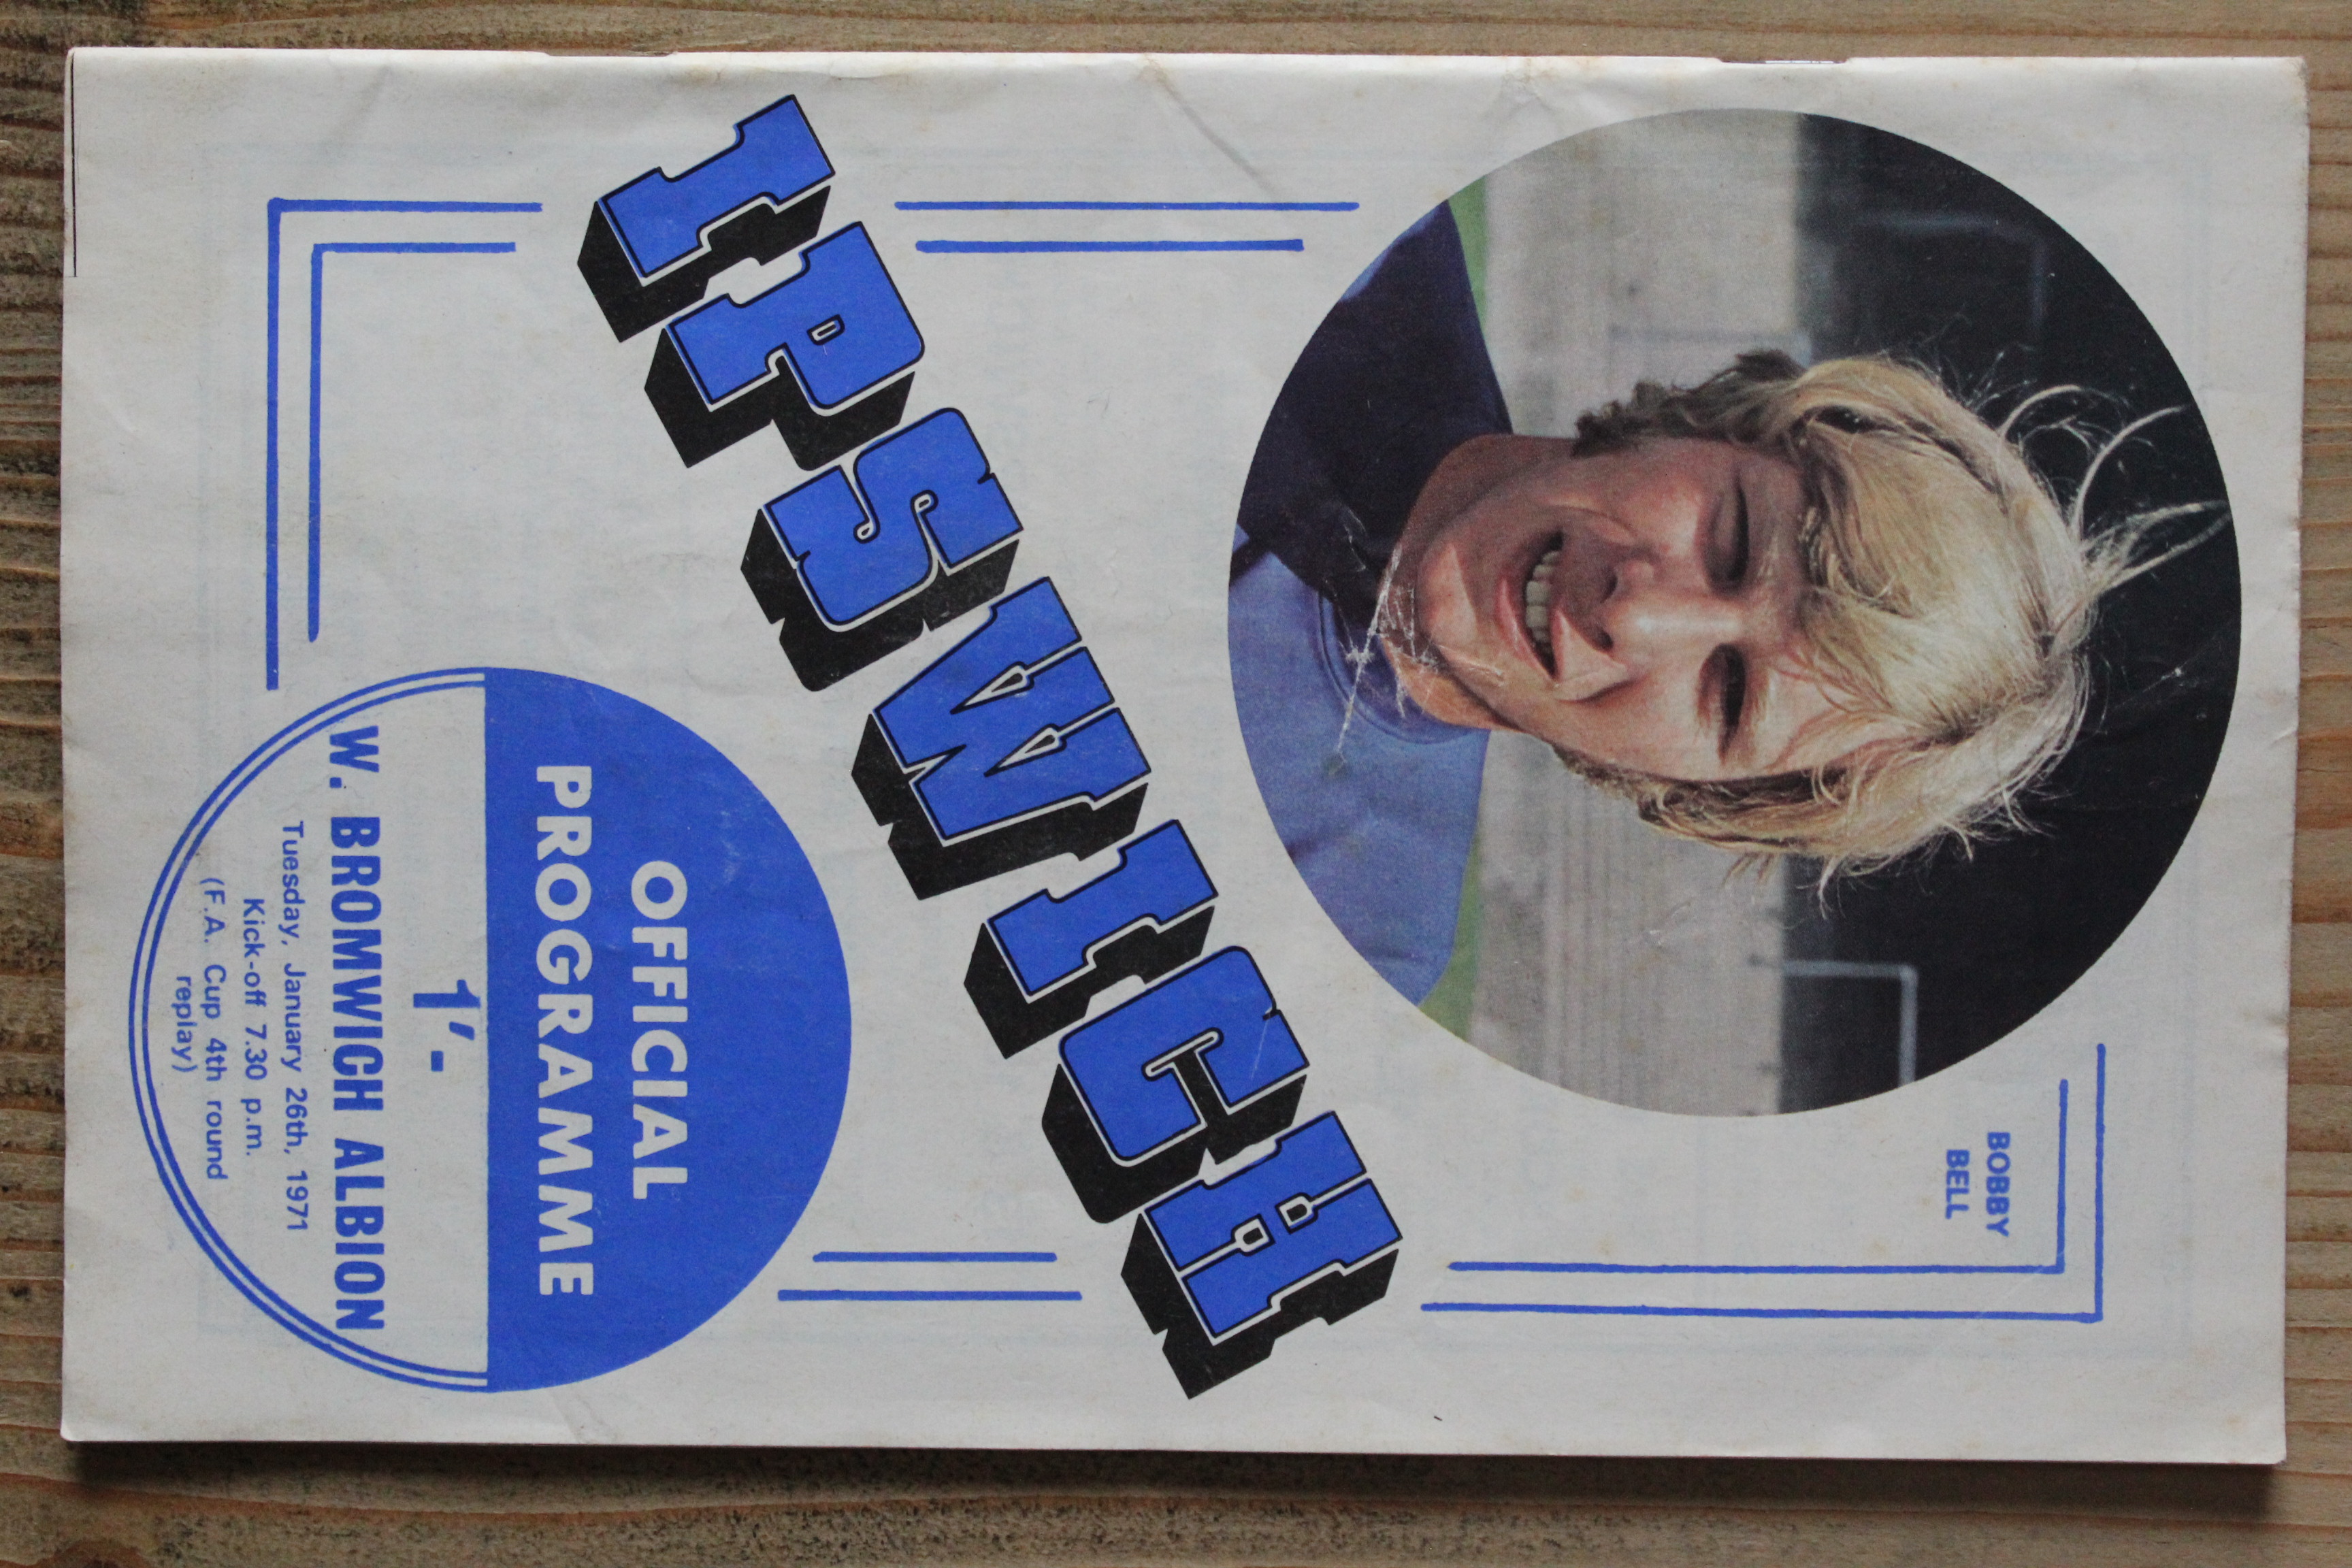 BOBBY
BELL
IPSWICH
OFFICIAL
PROGRAMME
1'-
W. BROMWICH ALBION
Tuesday, January 26th, 1971
Kick-off 7.30 p.m.
(F.A. Cup 4th round
replay)